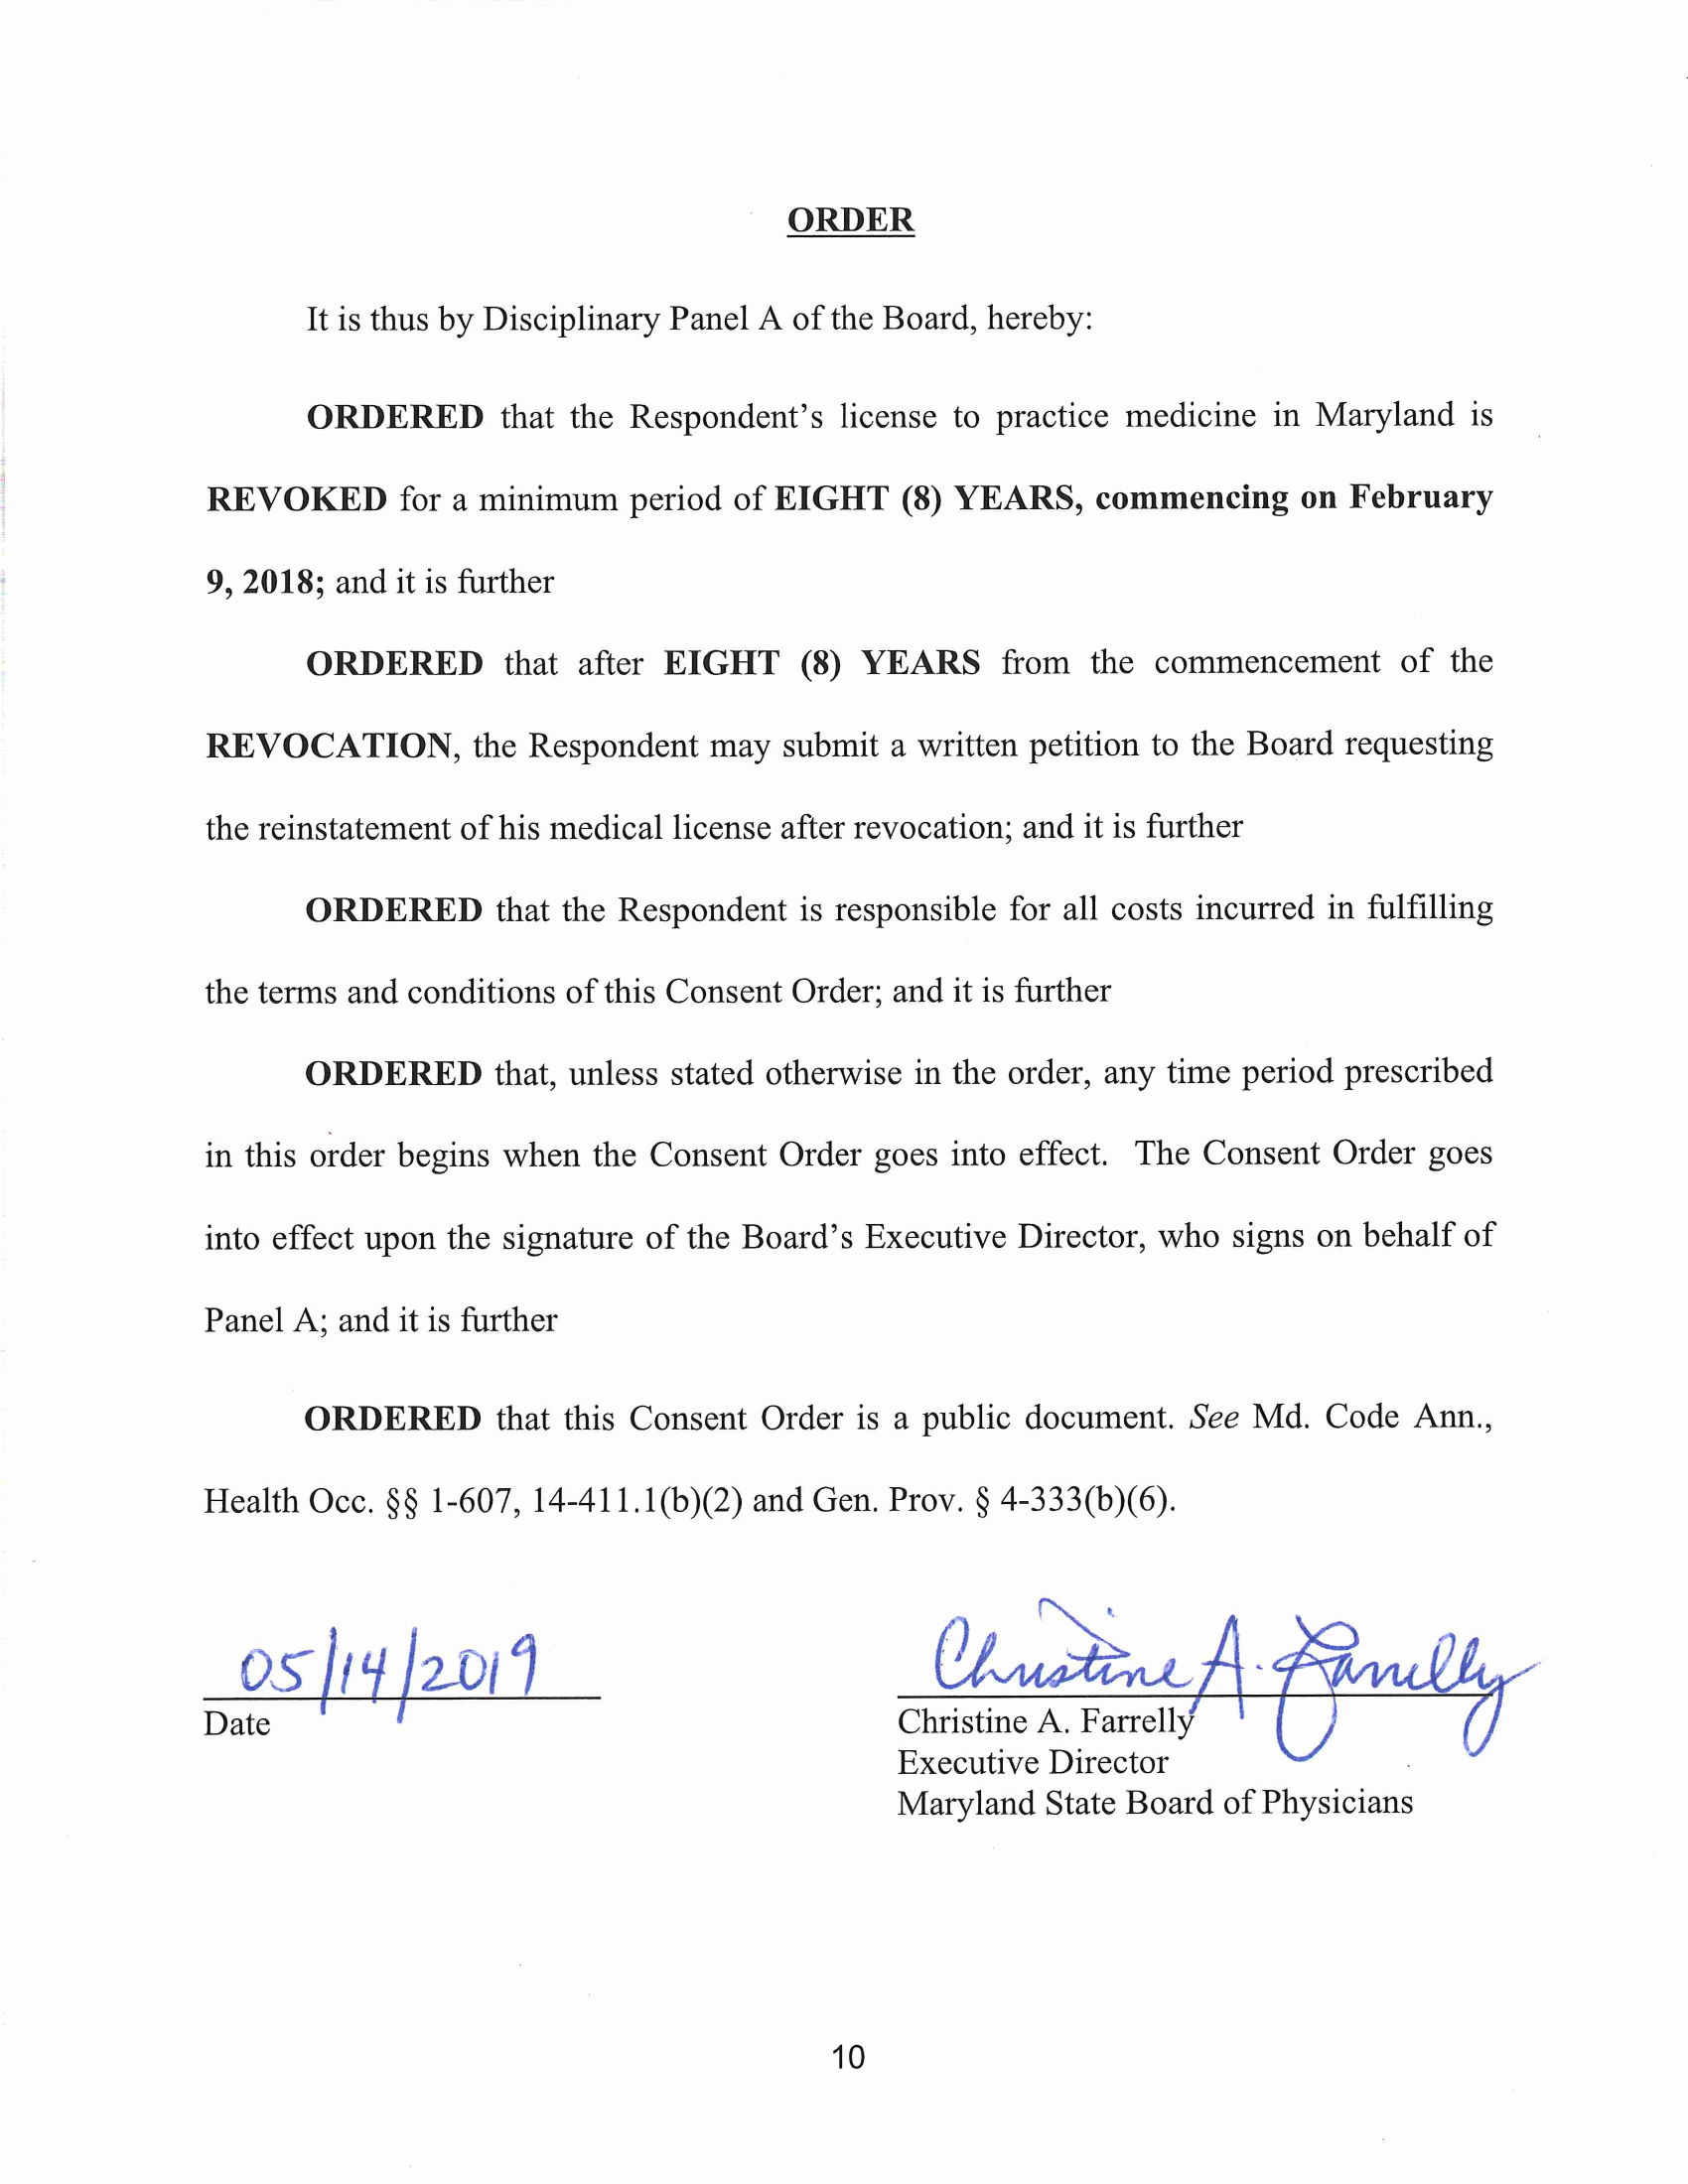 ORDER
It is thus by Disciplinary Panel A of the Board, hereby:
ORDERED that the Respondent's license to practice medicine in Maryland is
REVOKED for a minimum period of EIGHT (8) YEARS, commencing on February
9, 2018; and it is further
ORDERED that after EIGHT (8) YEARS from the commencement of the
REVOCATION, the Respondent may submit a written petition to the Board requesting
the reinstatement of his medical license after revocation; and it is further
ORDERED that the Respondent is responsible for all costs incurred in fulfilling
the terms and conditions of this Consent Order; and it is further
ORDERED that, unless stated otherwise in the order, any time period prescribed
in this order begins when the Consent Order goes into effect. The Consent Order goes
into effect upon the signature of the Board's Executive Director, who signs on behalf of
Panel A; and it is further
ORDERED that this Consent Order is a public document. See Md. Code Ann.,
Health Occ. §§ 1-607, 14-411.1(b)(2) and Gen. Prov. § 4-333(b)(6).
05/14/2019
Date
Christine A. Farrelly
Christine A. Farrelly
Executive Director
Maryland State Board of Physicians
10